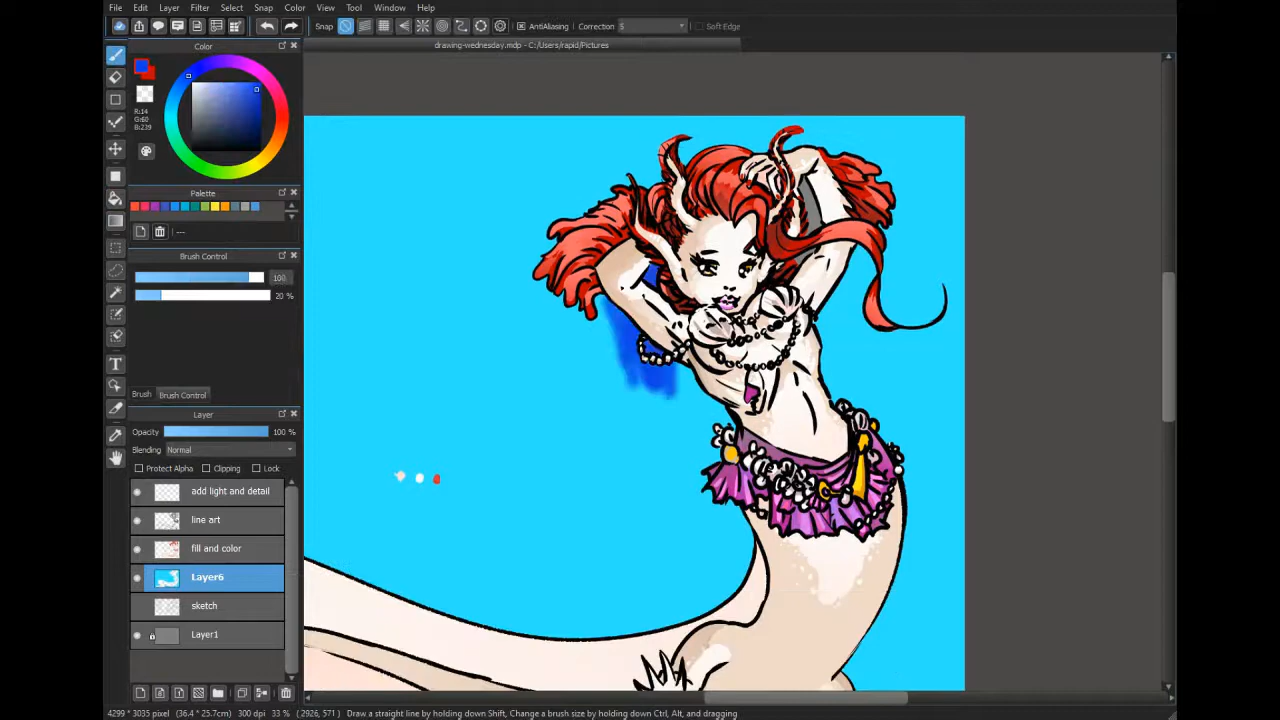 File Edit Layer Filter Select Snap Color View Tool Window Help
Snap AntiAliasing Correction 5 Soft Edge
drawing-wednesday.mdp - C:/Users/rapid/Pictures
Color
R:14
G:60
B:239
Palette
---
Brush Control
100
20 %
Brush Brush Control
Layer
Opacity 100 %
Blending Normal
Protect Alpha Clipping Lock
add light and detail
line art
fill and color
Layer6
sketch
Layer1
4299 * 3035 pixel (36.4 * 25.7cm) 300 dpi 33 % ( 2926, 571 ) Draw a straight line by holding down Shift, Change a brush size by holding down Ctrl, Alt, and dragging